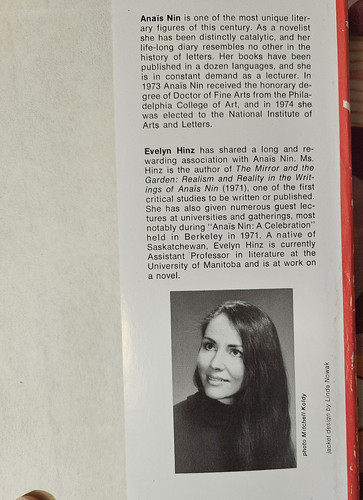 Anaïs Nin is one of the most unique liter-
ary figures of this century. As a novelist
she has been distinctly catalytic, and her
life-long diary resembles no other in the
history of letters. Her books have been
published in a dozen languages, and she
is in constant demand as a lecturer. In
1973 Anaïs Nin received the honorary de-
gree of Doctor of Fine Arts from the Phila-
delphia College of Art, and in 1974 she
was elected to the National Institute of
Arts and Letters.
Evelyn Hinz has shared a long and re-
warding association with Anaïs Nin. Ms.
Hinz is the author of The Mirror and the
Garden: Realism and Reality in the Writ-
ings of Anaïs Nin (1971), one of the first
critical studies to be written or published.
She has also given numerous guest lec-
tures at universities and gatherings, most
notably during "Anaïs Nin: A Celebration"
held in Berkeley in 1971. A native of
Saskatchewan, Evelyn Hinz is currently
Assistant Professor in literature at the
University of Manitoba and is at work on
a novel.
photo Mitchell Koldy
jacket design by Linda Nowak